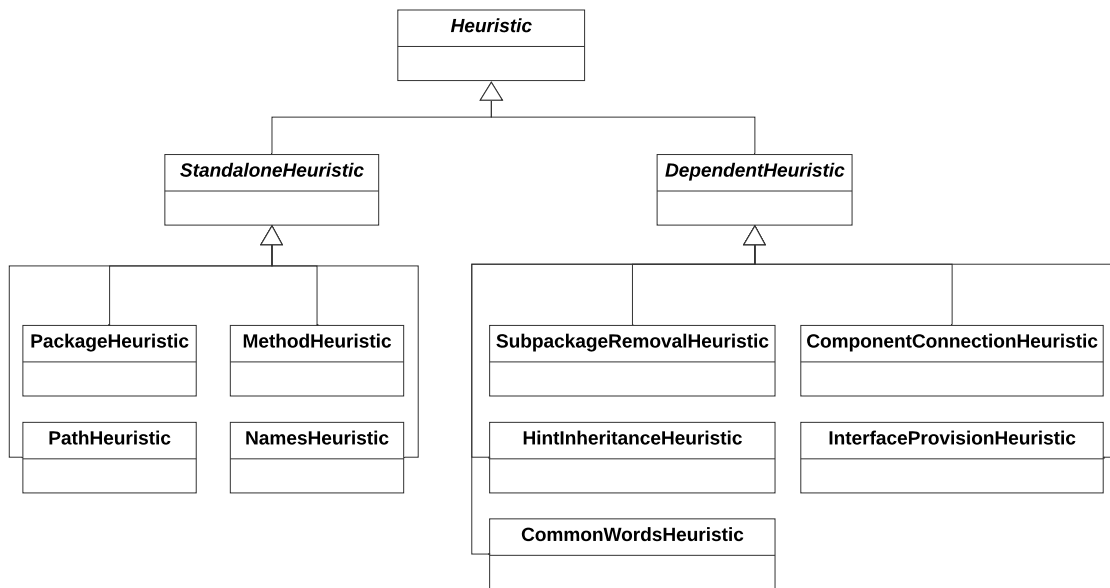 Heuristic
StandaloneHeuristic
DependentHeuristic
PackageHeuristic
MethodHeuristic
SubpackageRemovalHeuristic
ComponentConnectionHeuristic
PathHeuristic
NamesHeuristic
HintInheritanceHeuristic
InterfaceProvisionHeuristic
CommonWordsHeuristic